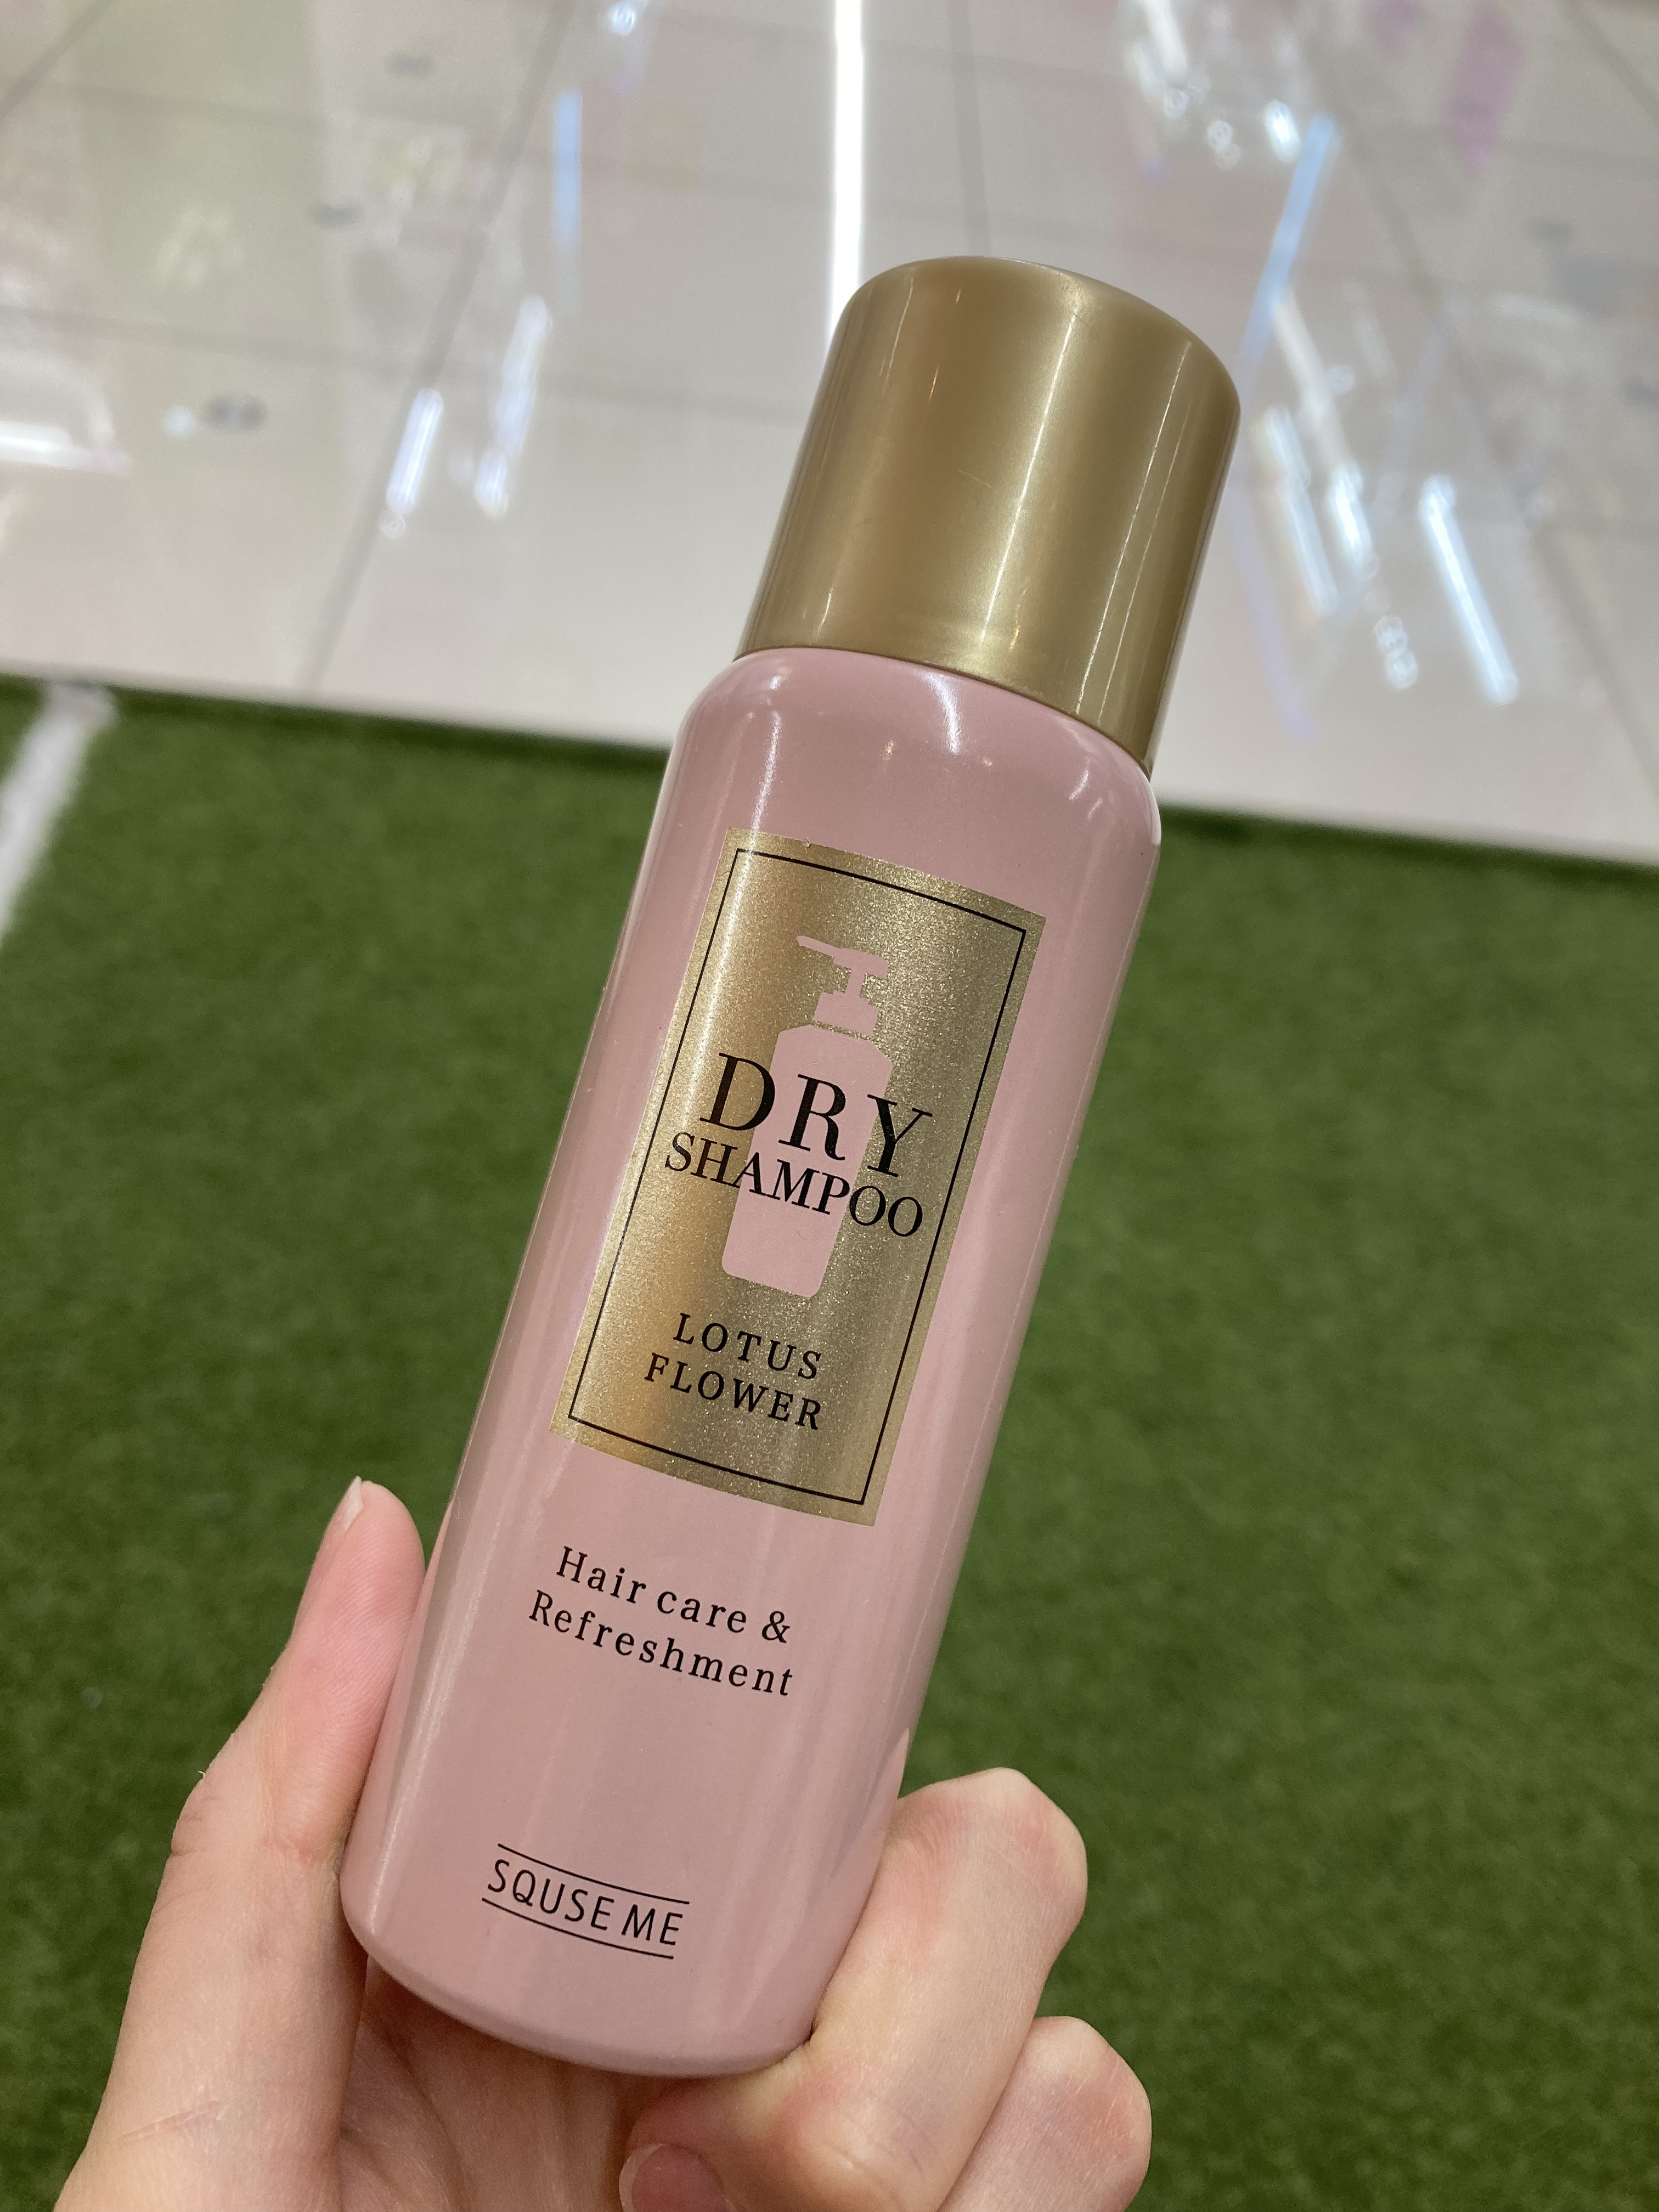 DRY
SHAMPOO
LOTUS
FLOWER
Hair care &
Refreshment
SQUSE ME